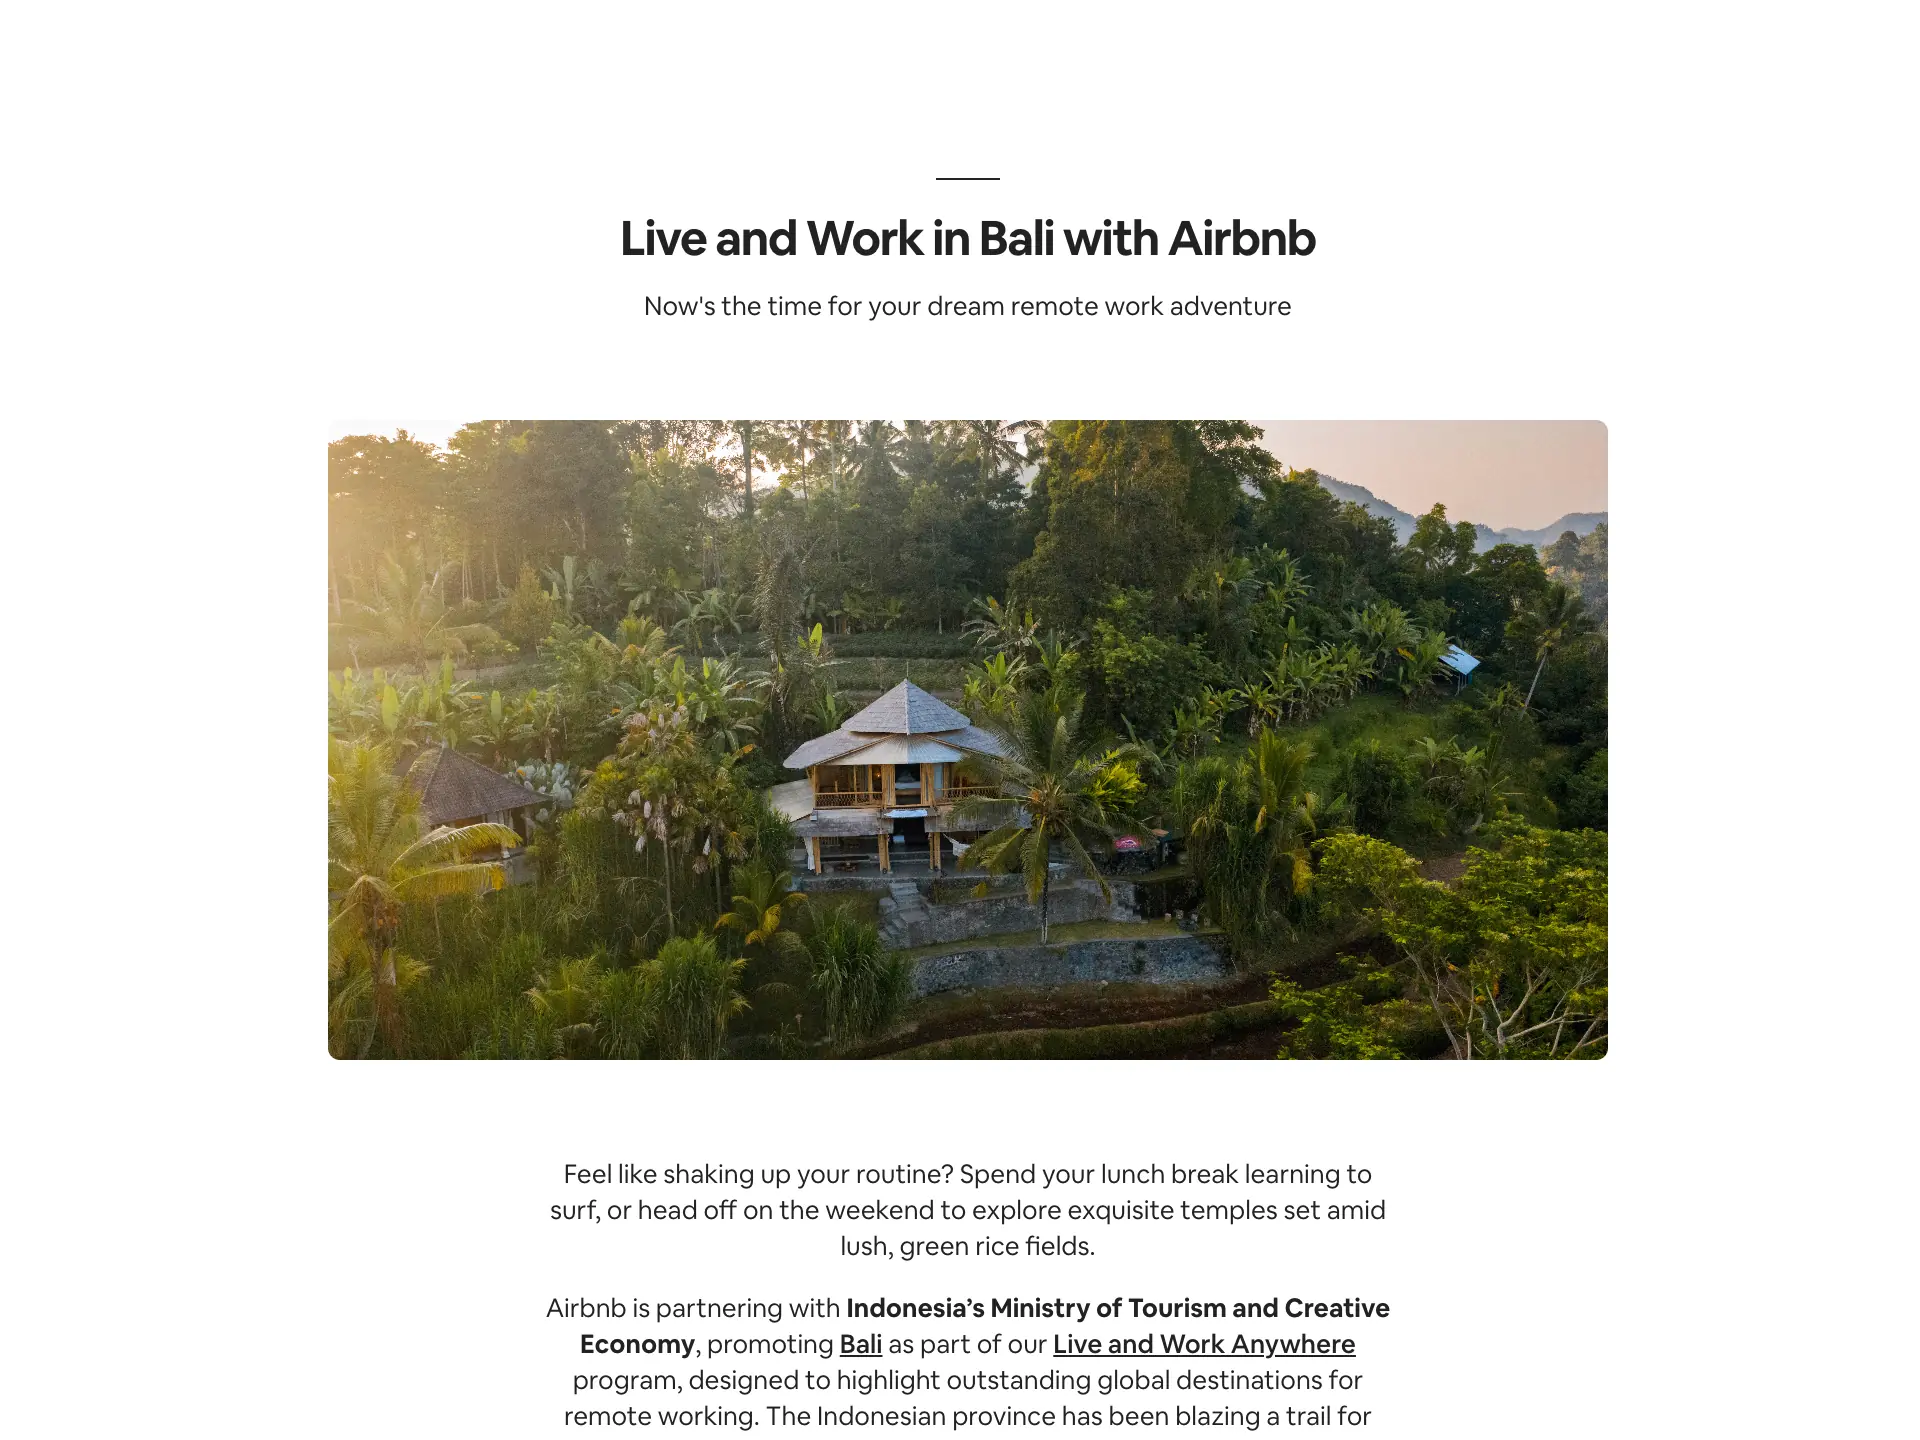 Live and Work in Bali with Airbnb
Now's the time for your dream remote work adventure
Feel like shaking up your routine? Spend your lunch break learning to
surf, or head off on the weekend to explore exquisite temples set amid
lush, green rice fields.
Airbnb is partnering with Indonesia’s Ministry of Tourism and Creative
Economy, promoting Bali as part of our Live and Work Anywhere
program, designed to highlight outstanding global destinations for
remote working. The Indonesian province has been blazing a trail for